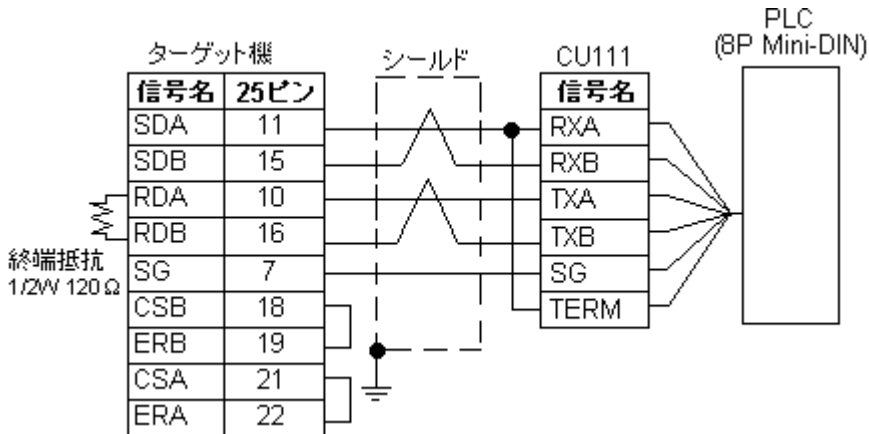 PLC
(8P Mini-DIN)
ターゲット機
シールド
CU111
信号名 25ピン
信号名
SDA 11
RXA
SDB 15
RXB
RDA 10
TXA
RDB 16
TXB
終端抵抗
1/2W 120Ω
SG 7
SG
CSB 18
TERM
ERB 19
CSA 21
ERA 22